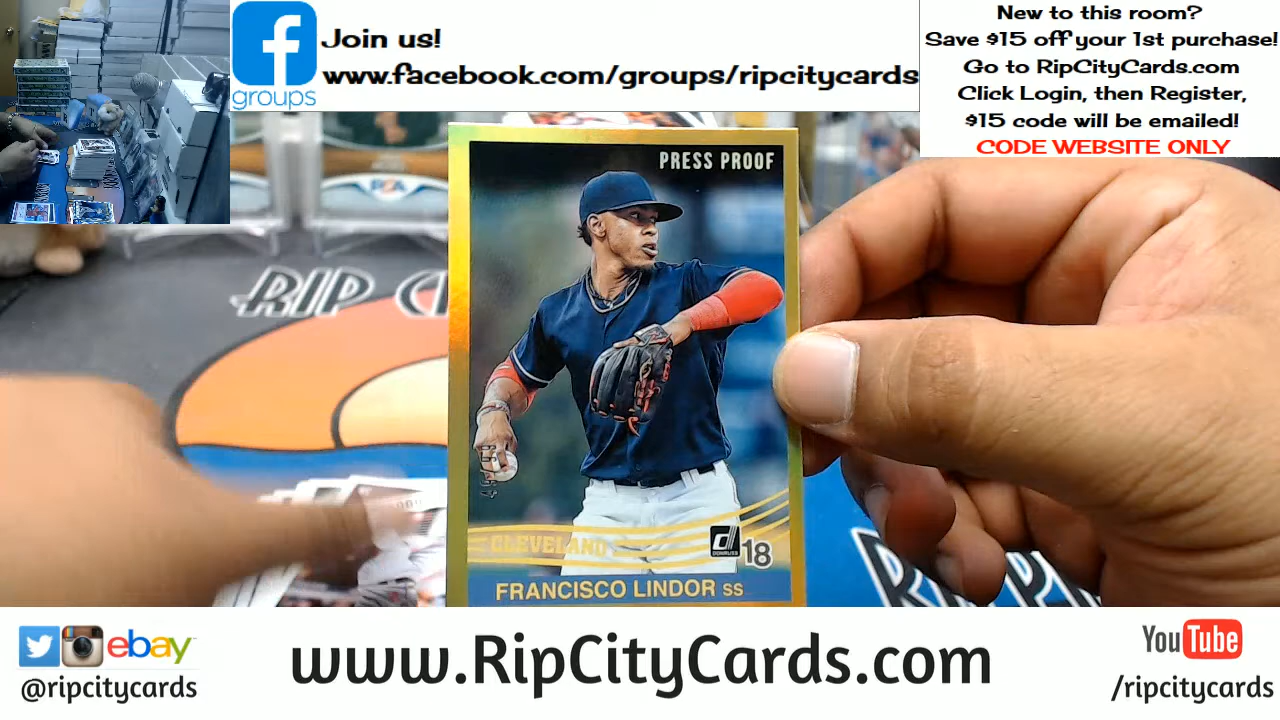 groups
Join us!
www.facebook.com/groups/ripcitycards
New to this room?
Save $15 off your 1st purchase!
Go to RipCityCards.com
Click Login, then Register,
$15 code will be emailed!
CODE WEBSITE ONLY
PRESS PROOF
RIP C
CLEVELAND
DONRUSS
18
FRANCISCO LINDOR SS
ebay
@ripcitycards
www.RipCityCards.com
YouTube
/ripcitycards